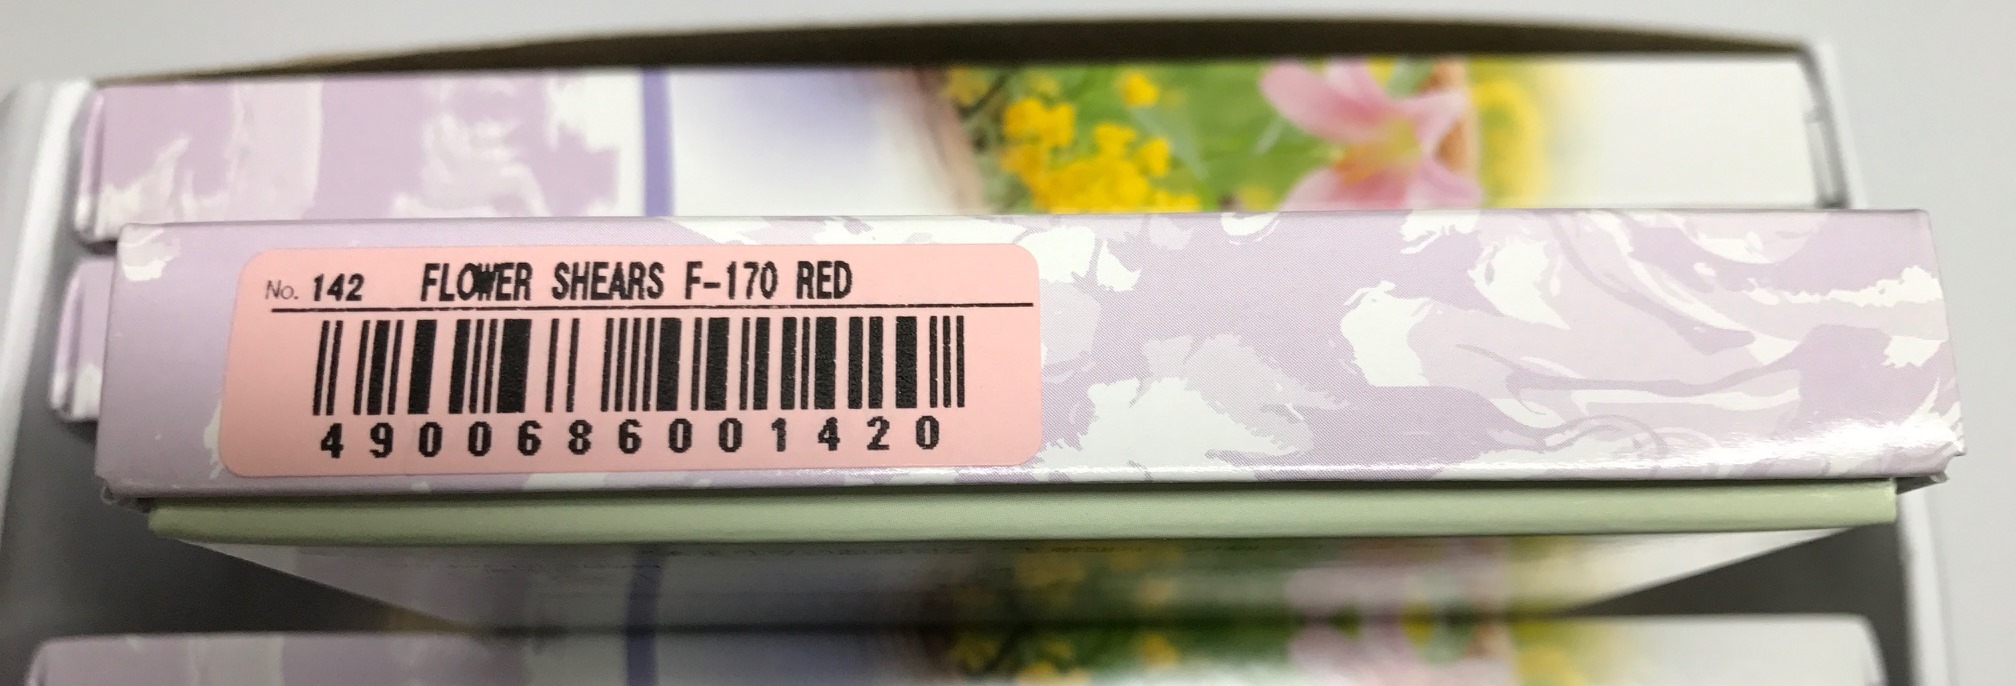 No. 142 FLOWER SHEARS F-170 RED
4900686001420